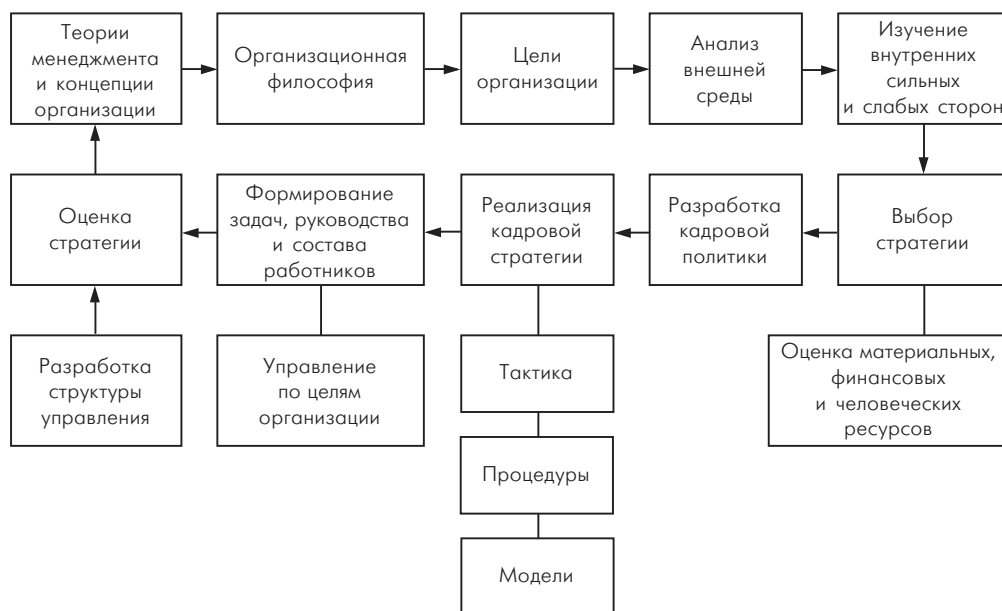 Теории
менеджмента
и концепции
организации
Организационная
философия
Цели
организации
Анализ
внешней
среды
Изучение
внутренних
сильных
и слабых сторон
Оценка
стратегии
Формирование
задач, руководства
и состава
работников
Реализация
кадровой
стратегии
Разработка
кадровой
политики
Выбор
стратегии
Разработка
структуры
управления
Управление
по целям
организации
Тактика
Оценка материальных,
финансовых
и человеческих
ресурсов
Процедуры
Модели